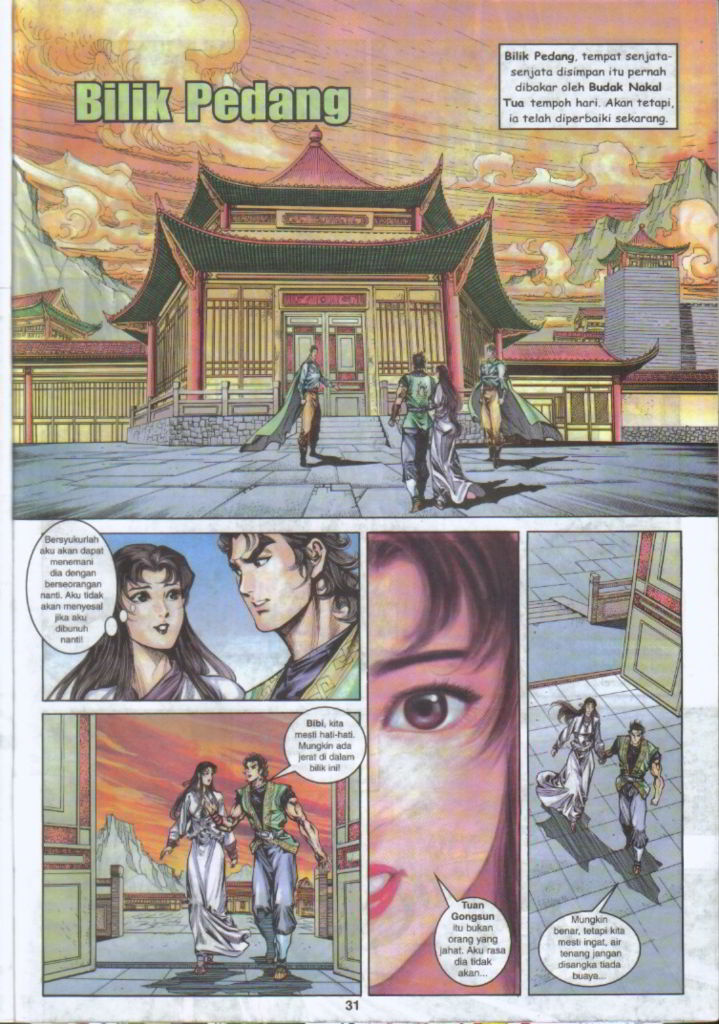 Bilik Pedang
Bilik Pedang, tempat senjata-
senjata disimpan itu pernah
dibakar oleh Budak Nakal
Tua tempoh hari. Akan tetapi,
ia telah diperbaiki sekarang.
Bersyukurlah
aku akan dapat
menemani
dia dengan
berseorangan
nanti. Aku tidak
akan menyesal
jika aku
dibunuh
nanti!
Bibi, kita
mesti hati-hati.
Mungkin ada
jerat di dalam
bilik ini!
Tuan
Gongsun
itu bukan
orang yang
jahat. Aku rasa
dia tidak
akan...
Mungkin
benar, tetapi kita
mesti ingat, air
tenang jangan
disangka tiada
buaya...
31